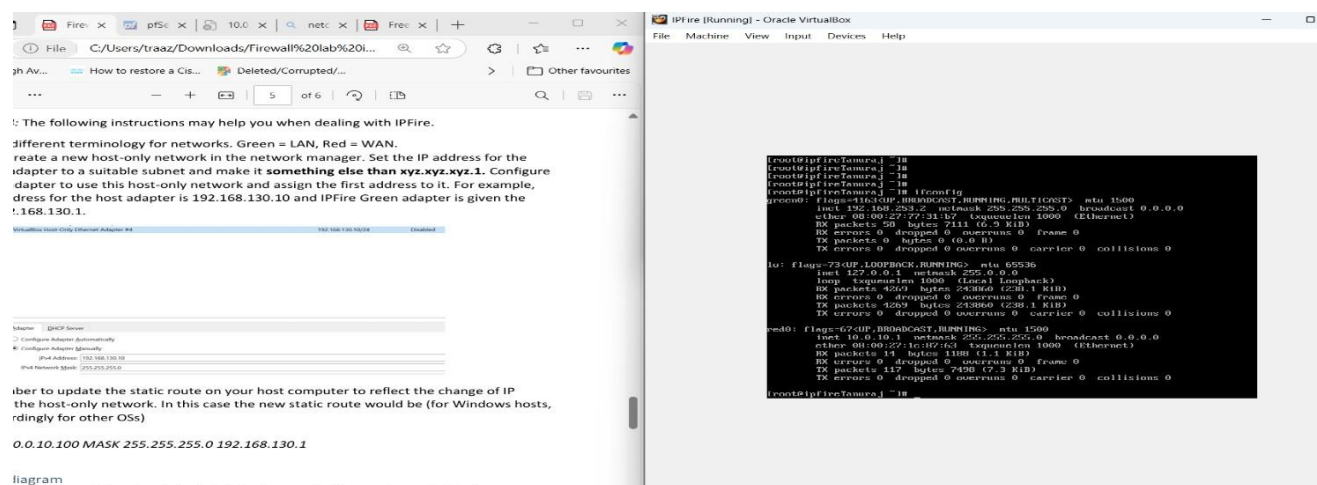 Fire
pfSe
10.0
netc
Free
File
C:/Users/traaz/Downloads/Firewall%20lab%20i...
gh Av...
How to restore a Cis...
Deleted/Corrupted/...
Other favourites
5
of 6
: The following instructions may help you when dealing with IPFire.
different terminology for networks. Green = LAN, Red = WAN.
reate a new host-only network in the network manager. Set the IP address for the
dapter to a suitable subnet and make it something else than xyz.xyz.xyz.1. Configure
dapter to use this host-only network and assign the first address to it. For example,
dress for the host adapter is 192.168.130.10 and IPFire Green adapter is given the
.168.130.1.
VirtualBox Host-Only Ethernet Adapter #4 192.168.130.10/24 Disabled
Adapter DHCP Server
Configure Adapter Automatically
Configure Adapter Manually
IPv4 Address: 192.168.130.10
IPv4 Network Mask: 255.255.255.0
ber to update the static route on your host computer to reflect the change of IP
the host-only network. In this case the new static route would be (for Windows hosts,
rdingly for other OSs)
0.0.10.100 MASK 255.255.255.0 192.168.130.1
diagram
IPFire [Running] - Oracle VirtualBox
File Machine View Input Devices Help
[root@ipfireTanuraj ~]#
[root@ipfireTanuraj ~]#
[root@ipfireTanuraj ~]#
[root@ipfireTanuraj ~]# ifconfig
green0: flags=4163<UP,BROADCAST,RUNNING,MULTICAST> mtu 1500
inet 192.168.253.2 netmask 255.255.255.0 broadcast 0.0.0.0
ether 08:00:27:77:31:b7 txqueuelen 1000 (Ethernet)
RX packets 58 bytes 7111 (6.9 KiB)
RX errors 0 dropped 0 overruns 0 frame 0
TX packets 0 bytes 0 (0.0 B)
TX errors 0 dropped 0 overruns 0 carrier 0 collisions 0
lo: flags=73<UP,LOOPBACK,RUNNING> mtu 65536
inet 127.0.0.1 netmask 255.0.0.0
loop txqueuelen 1000 (Local Loopback)
RX packets 4269 bytes 243860 (238.1 KiB)
RX errors 0 dropped 0 overruns 0 frame 0
TX packets 4269 bytes 243860 (238.1 KiB)
TX errors 0 dropped 0 overruns 0 carrier 0 collisions 0
red0: flags=67<UP,BROADCAST,RUNNING> mtu 1500
inet 10.0.10.1 netmask 255.255.255.0 broadcast 0.0.0.0
ether 08:00:27:1c:87:63 txqueuelen 1000 (Ethernet)
RX packets 14 bytes 1188 (1.1 KiB)
RX errors 0 dropped 0 overruns 0 frame 0
TX packets 117 bytes 7498 (7.3 KiB)
TX errors 0 dropped 0 overruns 0 carrier 0 collisions 0
[root@ipfireTanuraj ~]# _